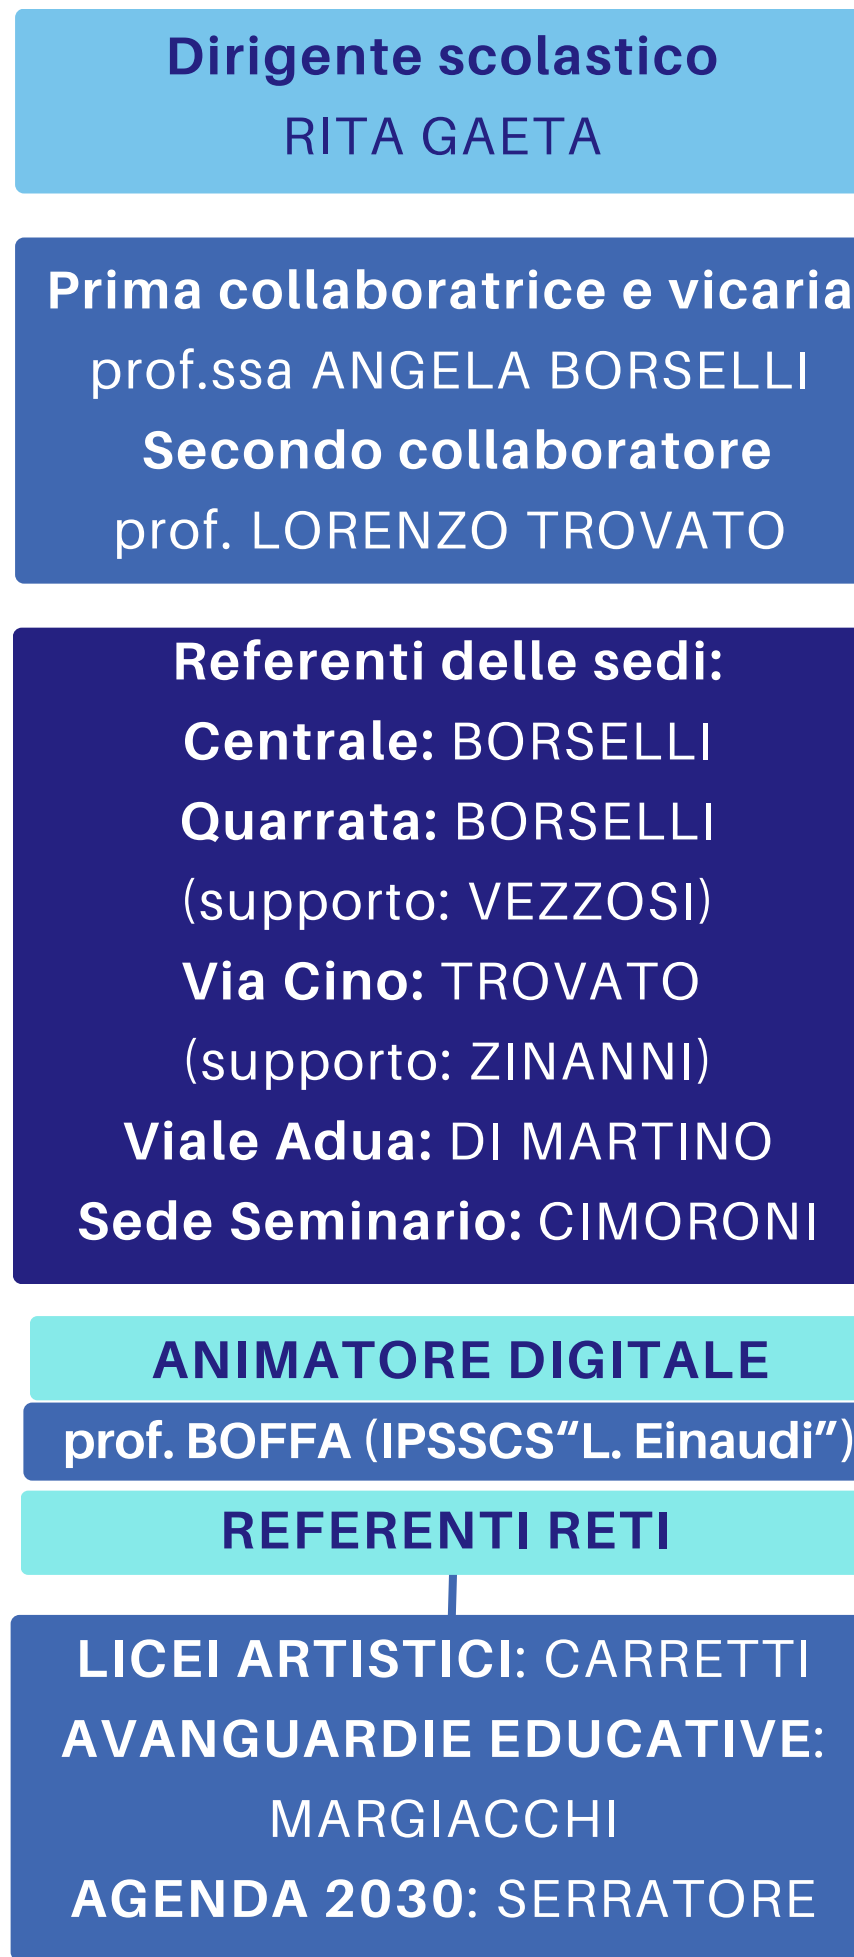 Dirigente scolastico
RITA GAETA
Prima collaboratrice e vicaria
prof.ssa ANGELA BORSELLI
Secondo collaboratore
prof. LORENZO TROVATO
Referenti delle sedi:
Centrale: BORSELLI
Quarrata: BORSELLI
(supporto: VEZZOSI)
Via Cino: TROVATO
(supporto: ZINANNI)
Viale Adua: DI MARTINO
Sede Seminario: CIMORONI
ANIMATORE DIGITALE
prof. BOFFA (IPSSCS“L. Einaudi”)
REFERENTI RETI
LICEI ARTISTICI: CARRETTI
AVANGUARDIE EDUCATIVE:
MARGIACCHI
AGENDA 2030: SERRATORE